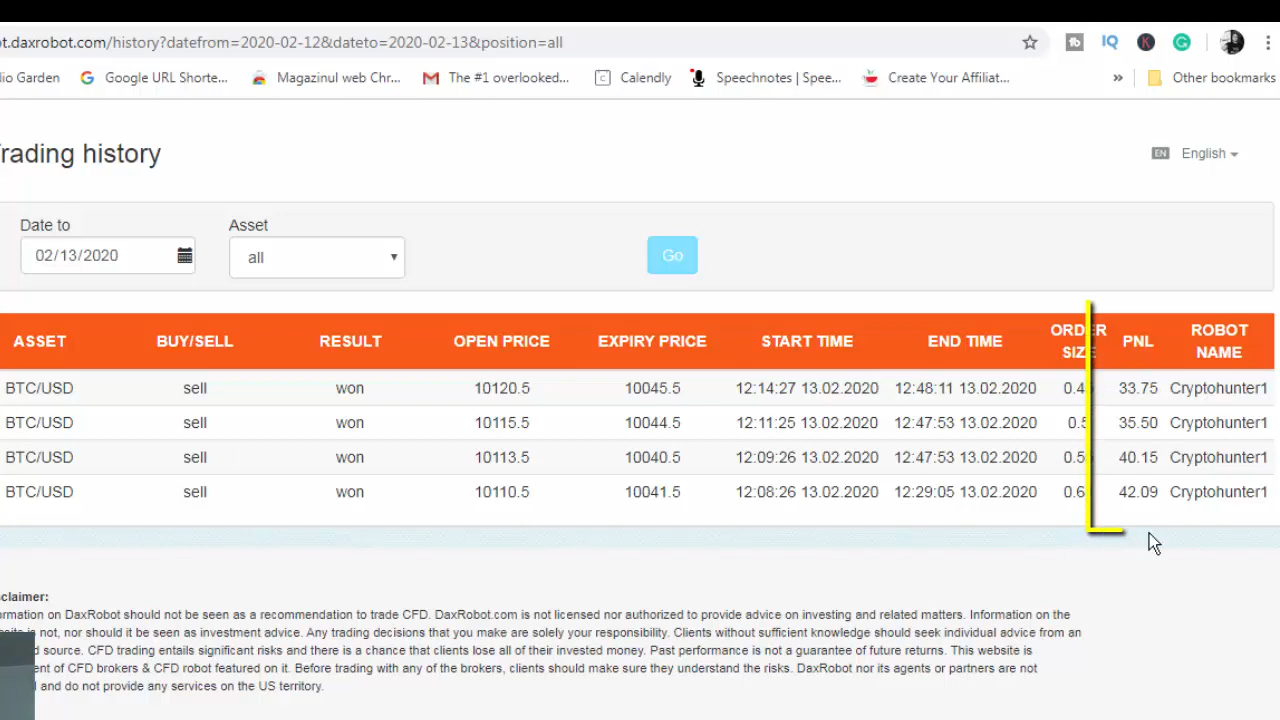 t.daxrobot.com/history?datefrom=2020-02-12&dateto=2020-02-13&position=all
io Garden Google URL Shorte... Magazinul web Chr... The #1 overlooked... Calendly Speechnotes | Spee... Create Your Affiliat... » Other bookmarks
rading history
EN English
Date to Asset
02/13/2020 all Go
ASSET BUY/SELL RESULT OPEN PRICE EXPIRY PRICE START TIME END TIME ORDER SIZE PNL ROBOT NAME
BTC/USD sell won 10120.5 10045.5 12:14:27 13.02.2020 12:48:11 13.02.2020 33.75 Cryptohunter1
BTC/USD sell won 10115.5 10044.5 12:11:25 13.02.2020 12:47:53 13.02.2020 0.5 35.50 Cryptohunter1
BTC/USD sell won 10113.5 10040.5 12:09:26 13.02.2020 12:47:53 13.02.2020 40.15 Cryptohunter1
BTC/USD sell won 10110.5 10041.5 12:08:26 13.02.2020 12:29:05 13.02.2020 42.09 Cryptohunter1
sclaimer:
ormation on DaxRobot should not be seen as a recommendation to trade CFD. DaxRobot.com is not licensed nor authorized to provide advice on investing and related matters. Information on the
is not, nor should it be seen as investment advice. Any trading decisions that you make are solely your responsibility. Clients without sufficient knowledge should seek individual advice from an
d source. CFD trading entails significant risks and there is a chance that clients lose all of their invested money. Past performance is not a guarantee of future returns. This website is
ent of CFD brokers & CFD robot featured on it. Before trading with any of the brokers, clients should make sure they understand the risks. DaxRobot nor its agents or partners are not
and do not provide any services on the US territory.